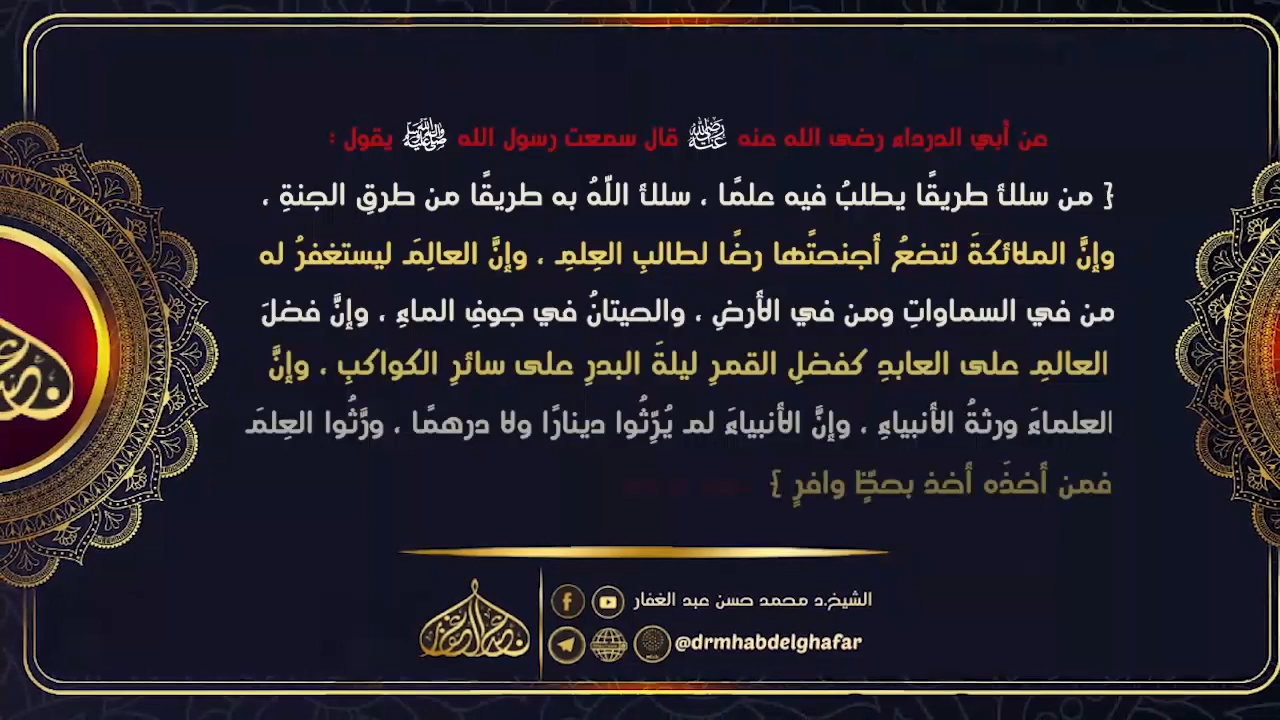 عن أبي الدرداء رضى الله عنه رضي الله عنه قال سمعت رسول الله ﷺ يقول :
{ من سلك طريقًا يطلبُ فيه علمًا ، سلك اللّهُ به طريقًا من طرقِ الجنةِ ،
وإنَّ الملائكةَ لتضعُ أجنحتَها رضًا لطالبِ العِلمِ ، وإنَّ العالِمَ ليستغفرُ له
من في السماواتِ ومن في الأرضِ ، والحيتانُ في جوفِ الماءِ ، وإنَّ فضلَ
العالمِ على العابدِ كفضلِ القمرِ ليلةَ البدرِ على سائرِ الكواكبِ ، وإنَّ
العلماءَ ورثةُ الأنبياءِ ، وإنَّ الأنبياءَ لم يُرِّثُوا دينارًا ولا درهمًا ، ورَّثُوا العِلمَ
فمن أخذَه أخذ بحظٍّ وافرٍ }
الشيخ.د محمد حسن عبد الغفار
@drmhabdelghafar